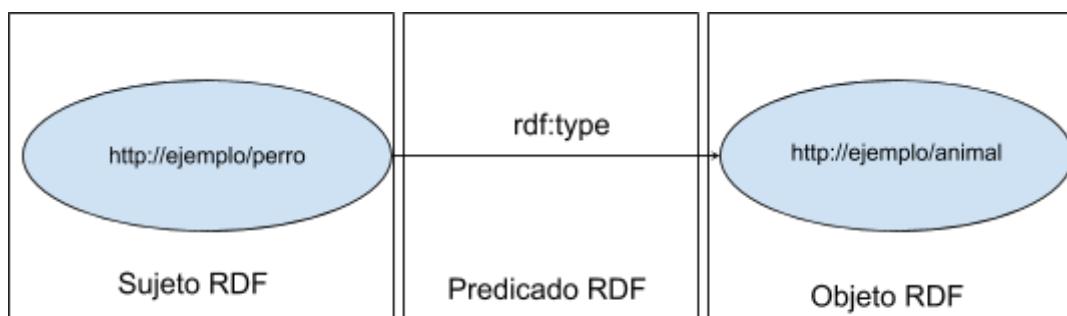 rdf:type
http://ejemplo/perro
http://ejemplo/animal
Sujeto RDF
Predicado RDF
Objeto RDF